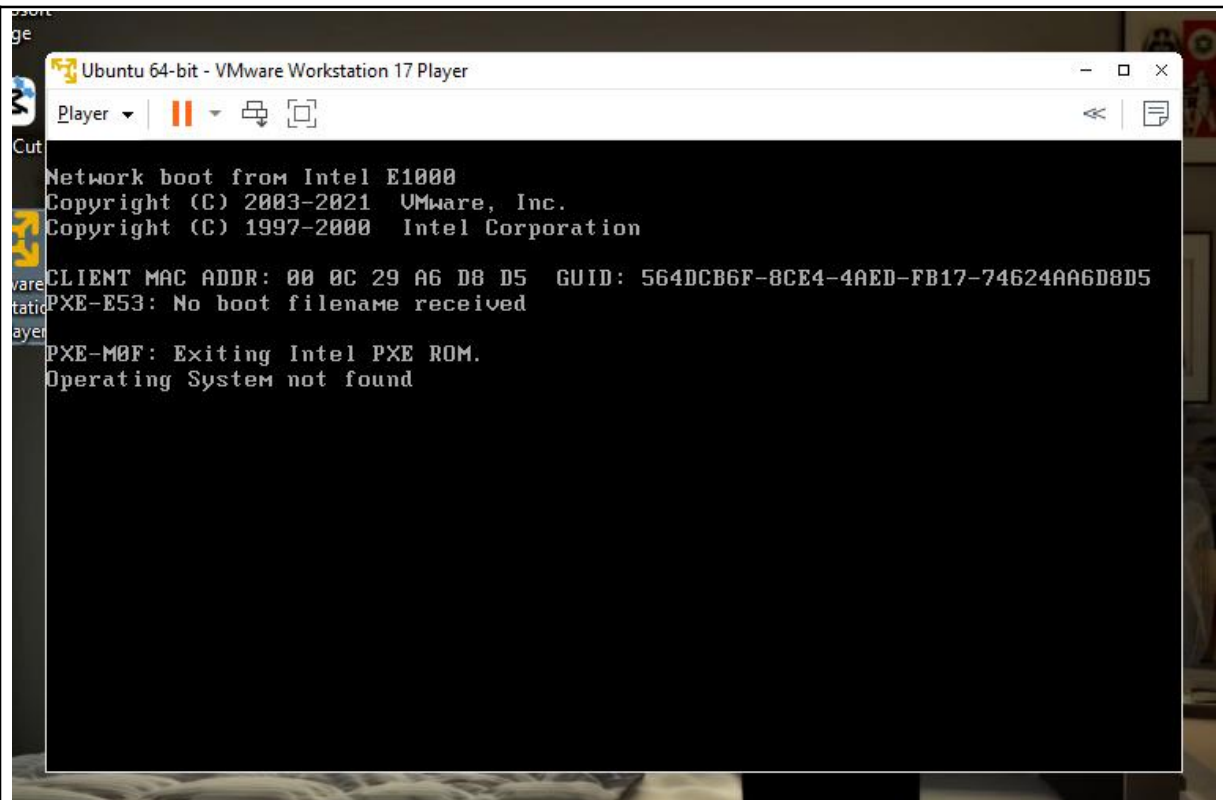 ge
Ubuntu 64-bit - VMware Workstation 17 Player
Player
Cut
Network boot from Intel E1000
Copyright (C) 2003-2021  VMware, Inc.
Copyright (C) 1997-2000  Intel Corporation
CLIENT MAC ADDR: 00 0C 29 A6 D8 D5  GUID: 564DCB6F-8CE4-4AED-FB17-74624AA6D8D5
PXE-E53: No boot filename received
PXE-M0F: Exiting Intel PXE ROM.
Operating System not found